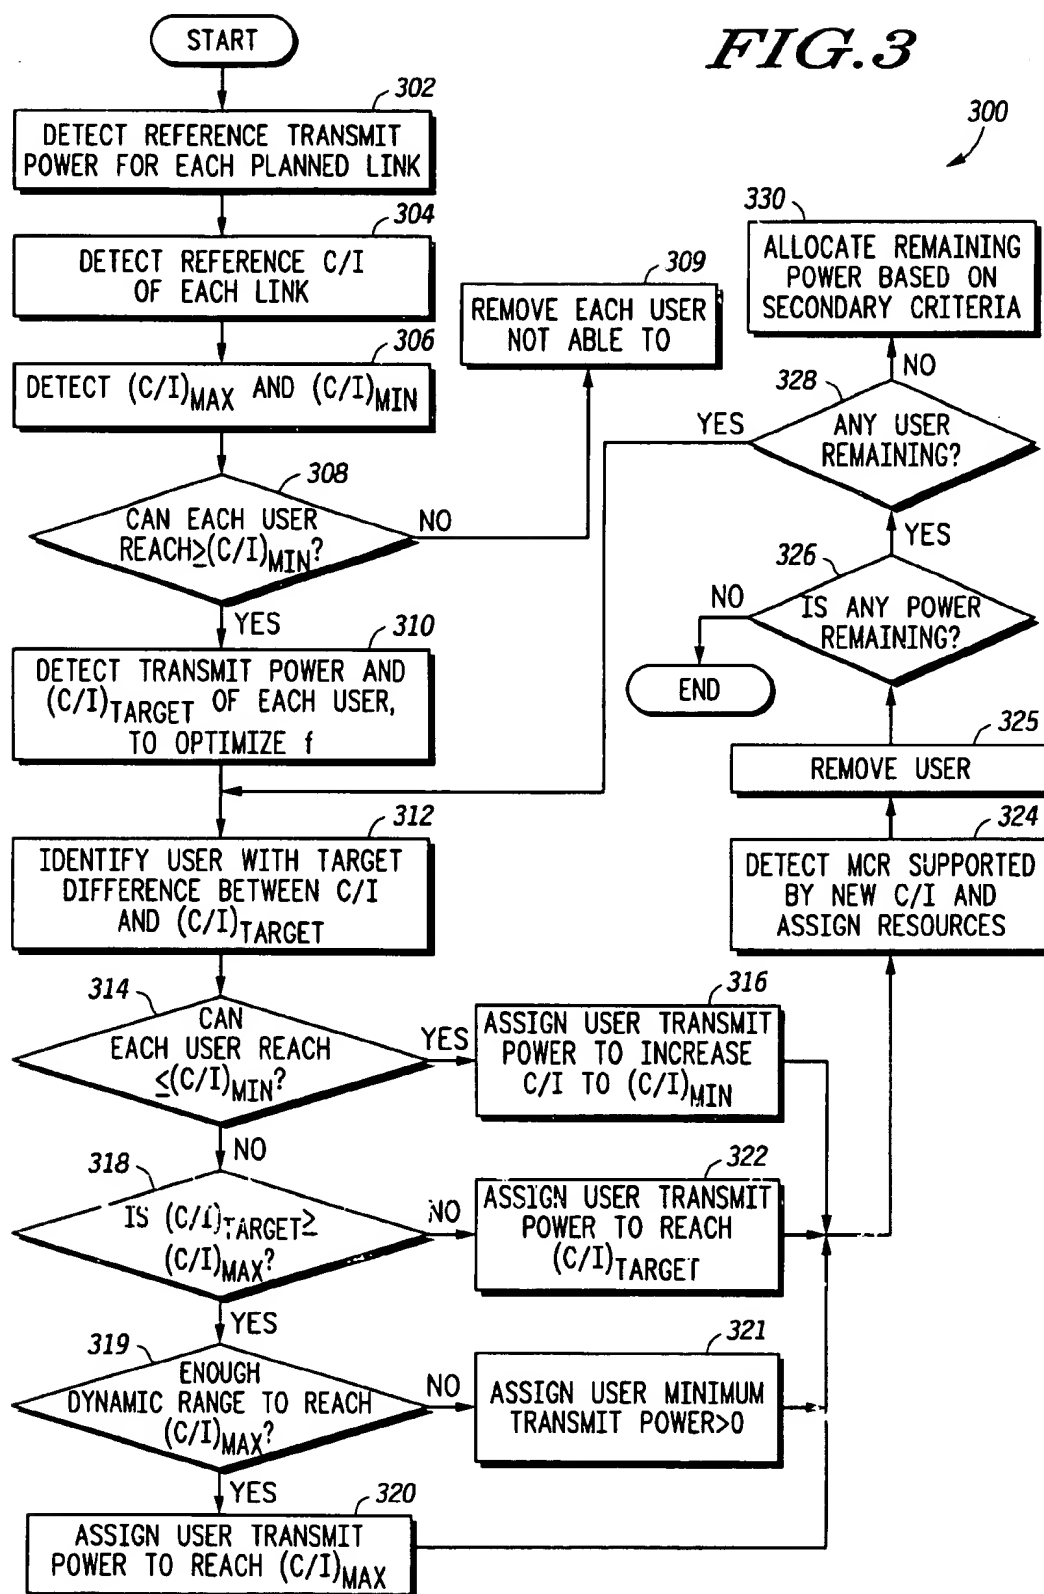 FIG.3
300
START
302
DETECT REFERENCE TRANSMIT
POWER FOR EACH PLANNED LINK
304
DETECT REFERENCE C/I
OF EACH LINK
306
DETECT (C/I)MAX AND (C/I)MIN
308
CAN EACH USER
REACH≥(C/I)MIN?
NO
309
REMOVE EACH USER
NOT ABLE TO
YES
310
DETECT TRANSMIT POWER AND
(C/I)TARGET OF EACH USER,
TO OPTIMIZE f
312
IDENTIFY USER WITH TARGET
DIFFERENCE BETWEEN C/I
AND (C/I)TARGET
314
CAN
EACH USER REACH
≤(C/I)MIN?
YES
316
ASSIGN USER TRANSMIT
POWER TO INCREASE
C/I TO (C/I)MIN
NO
318
IS (C/I)TARGET≥
(C/I)MAX?
NO
322
ASSIGN USER TRANSMIT
POWER TO REACH
(C/I)TARGET
YES
319
ENOUGH
DYNAMIC RANGE TO REACH
(C/I)MAX?
NO
321
ASSIGN USER MINIMUM
TRANSMIT POWER>0
YES
320
ASSIGN USER TRANSMIT
POWER TO REACH (C/I)MAX
324
DETECT MCR SUPPORTED
BY NEW C/I AND
ASSIGN RESOURCES
325
REMOVE USER
326
IS ANY POWER
REMAINING?
NO
END
YES
328
ANY USER
REMAINING?
YES
NO
330
ALLOCATE REMAINING
POWER BASED ON
SECONDARY CRITERIA